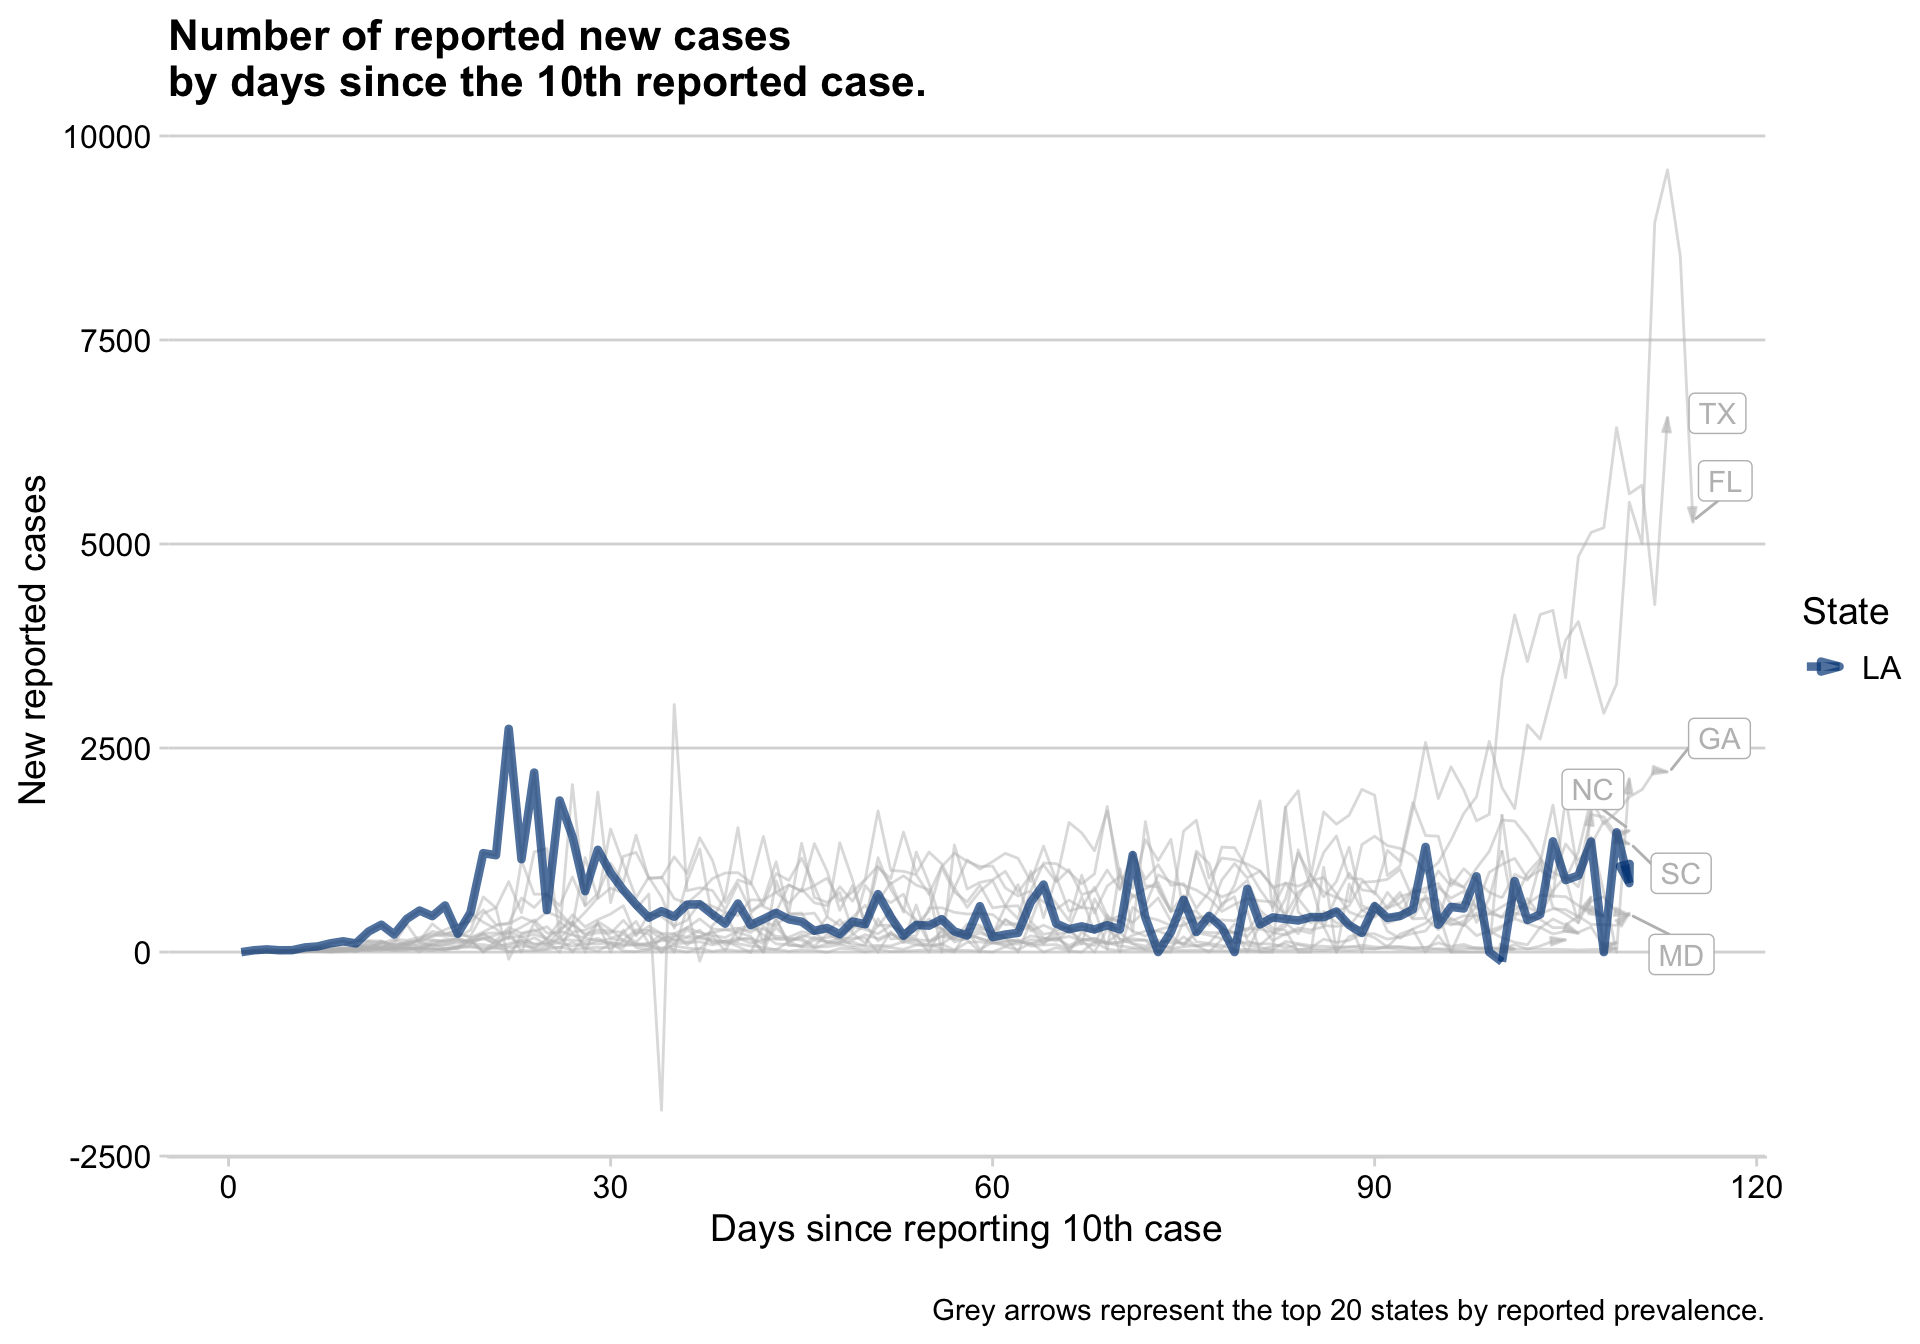 Number of reported new cases
by days since the 10th reported case.
10000
7500
5000
2500
0
-2500
New reported cases
TX
FL
GA
NC
SC
MD
State
LA
0 30 60 90 120
Days since reporting 10th case
Grey arrows represent the top 20 states by reported prevalence.